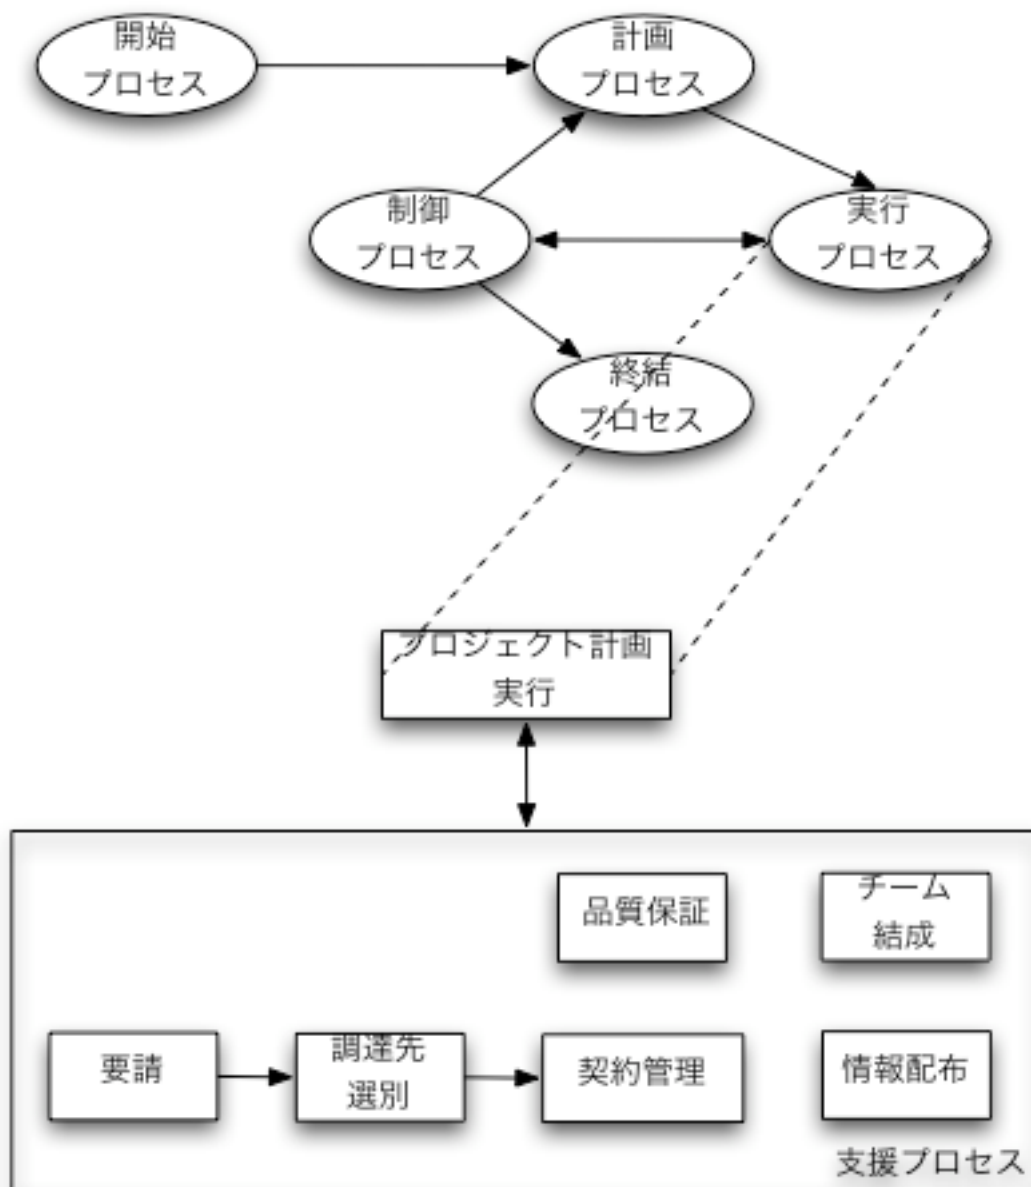 開始
プロセス
計画
プロセス
制御
プロセス
実行
プロセス
終結
プロセス
プロジェクト計画
実行
品質保証
チーム
結成
要請
調達先
選別
契約管理
情報配布
支援プロセス